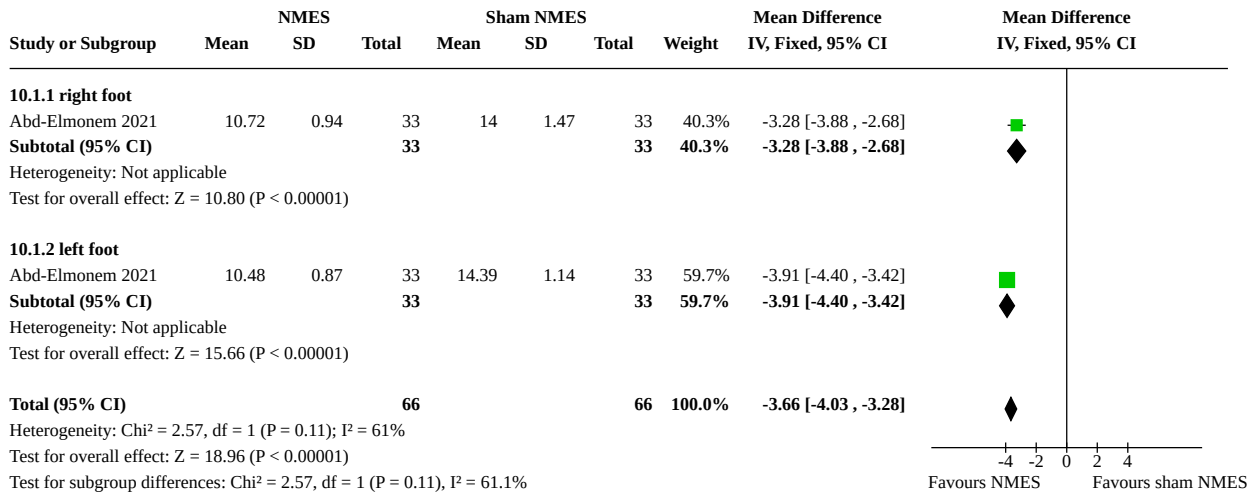 NMES Sham NMES Mean Difference Mean Difference
Study or Subgroup Mean SD Total Mean SD Total Weight IV, Fixed, 95% CI IV, Fixed, 95% CI
10.1.1 right foot
Abd-Elmonem 2021 10.72 0.94 33 14 1.47 33 40.3% -3.28 [-3.88 , -2.68]
Subtotal (95% CI) 33 33 40.3% -3.28 [-3.88 , -2.68]
Heterogeneity: Not applicable
Test for overall effect: Z = 10.80 (P < 0.00001)
10.1.2 left foot
Abd-Elmonem 2021 10.48 0.87 33 14.39 1.14 33 59.7% -3.91 [-4.40 , -3.42]
Subtotal (95% CI) 33 33 59.7% -3.91 [-4.40 , -3.42]
Heterogeneity: Not applicable
Test for overall effect: Z = 15.66 (P < 0.00001)
Total (95% CI) 66 66 100.0% -3.66 [-4.03 , -3.28]
Heterogeneity: Chi² = 2.57, df = 1 (P = 0.11); I² = 61%
Test for overall effect: Z = 18.96 (P < 0.00001)
-4 -2 0 2 4
Test for subgroup differences: Chi² = 2.57, df = 1 (P = 0.11), I² = 61.1%
Favours NMES Favours sham NMES